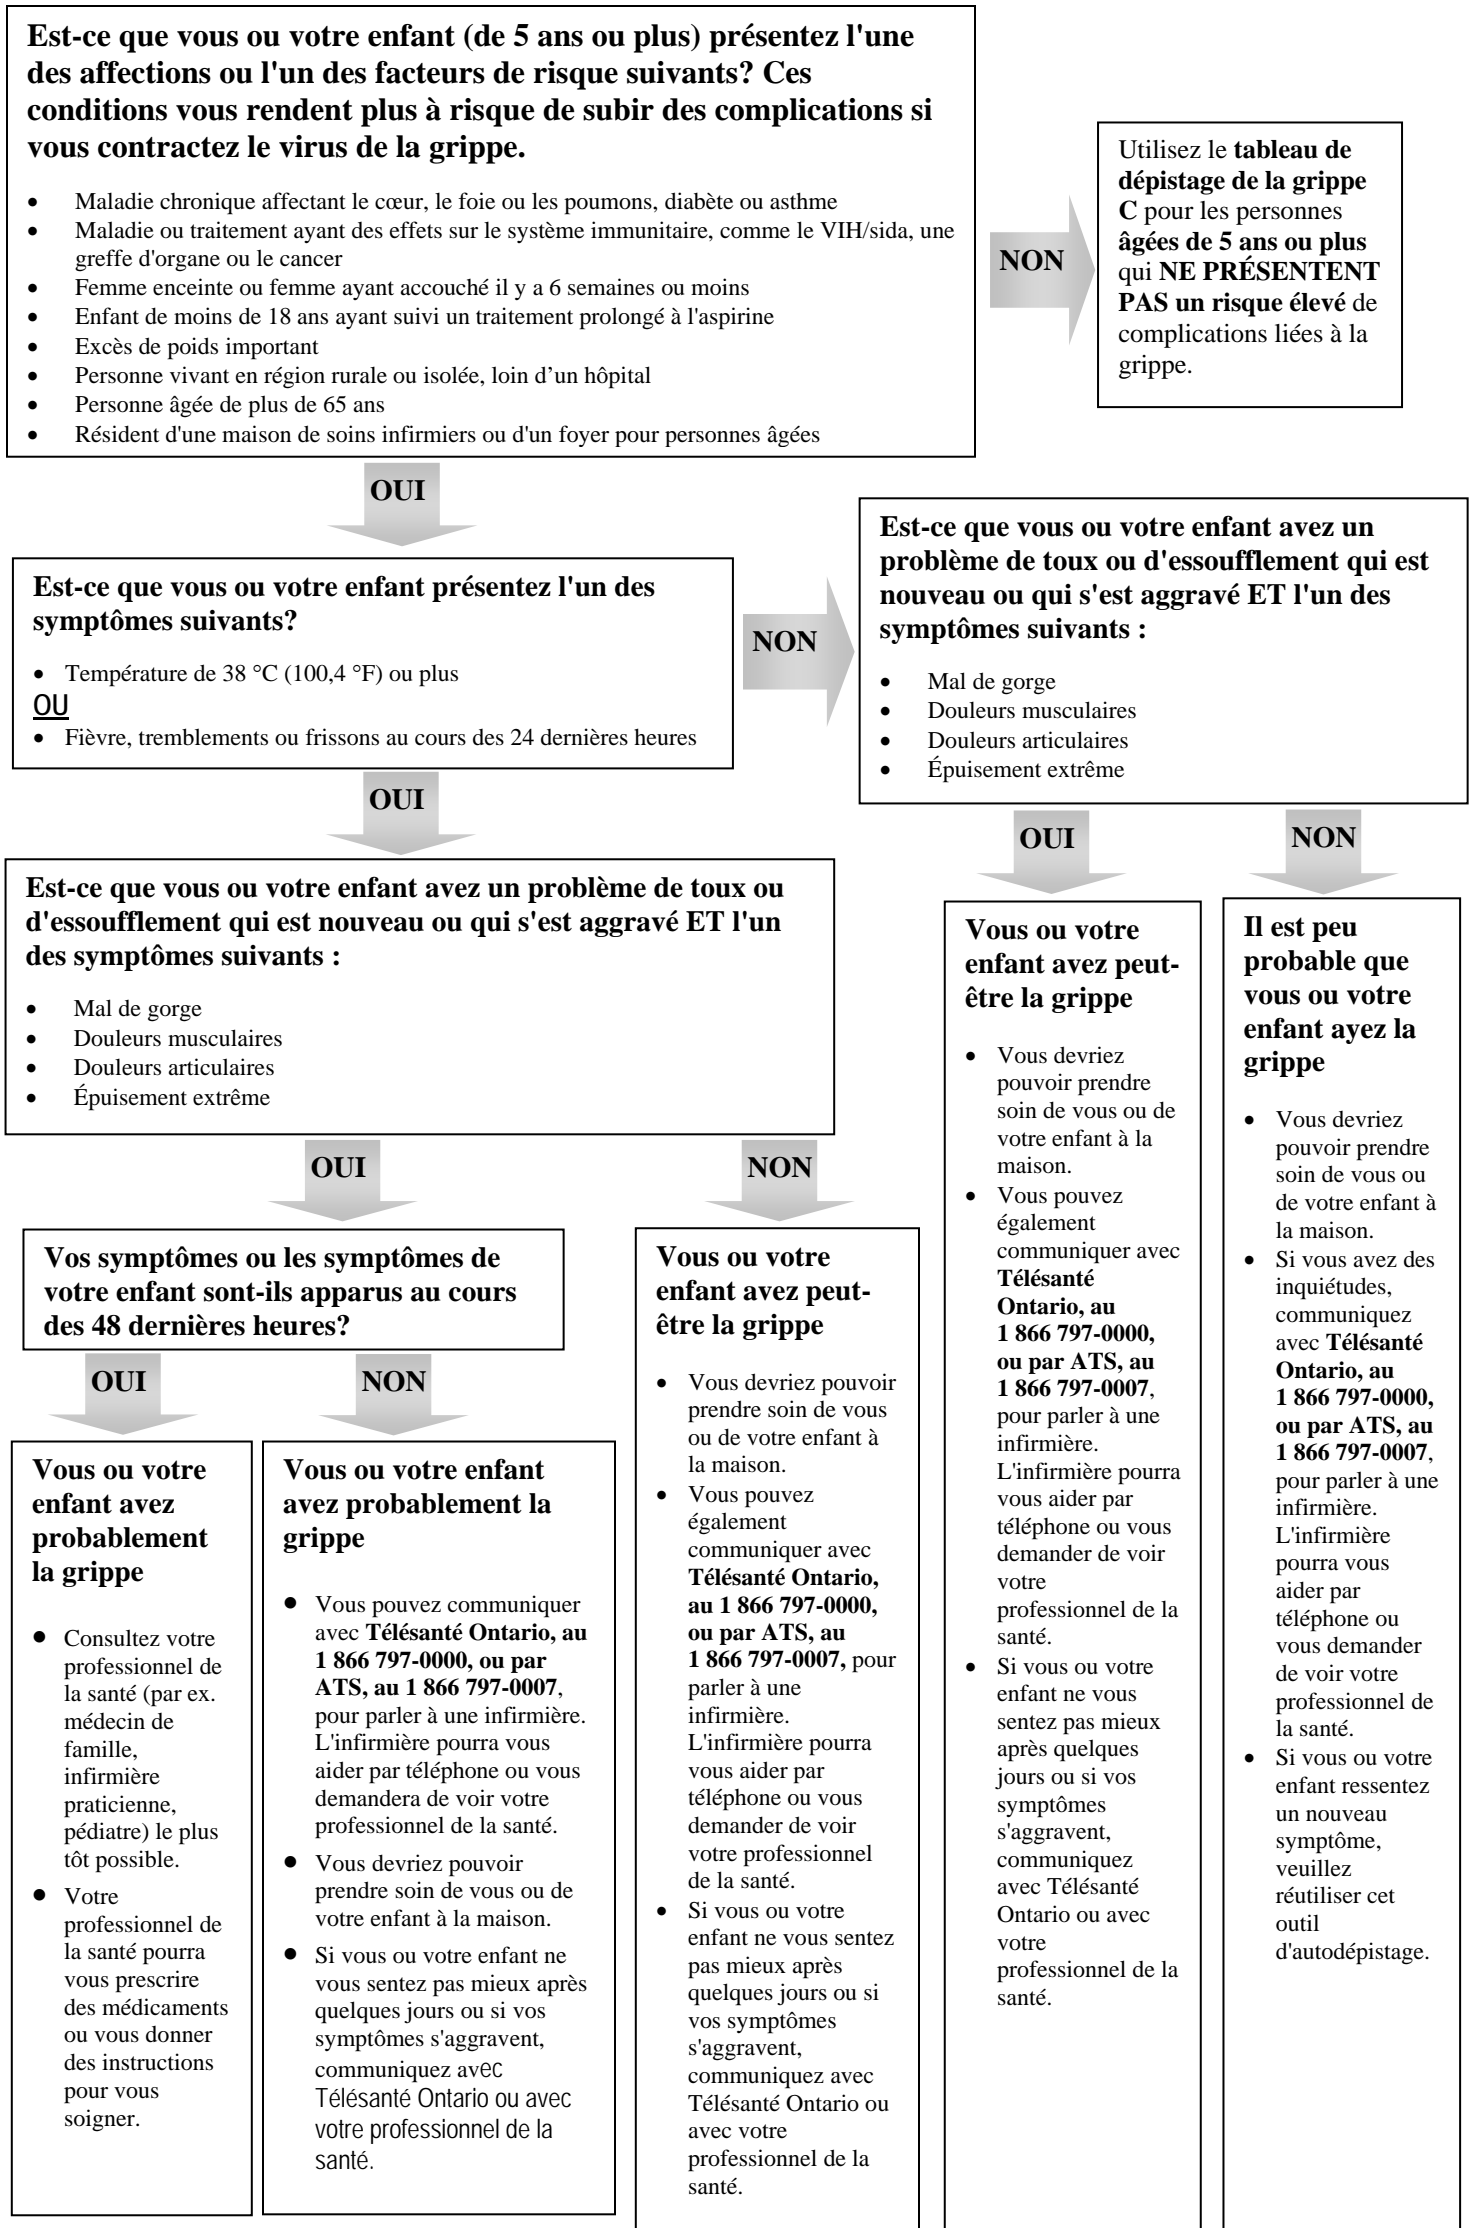 Est-ce que vous ou votre enfant (de 5 ans ou plus) présentez l'une
des affections ou l'un des facteurs de risque suivants? Ces
conditions vous rendent plus à risque de subir des complications si
vous contractez le virus de la grippe.
• Maladie chronique affectant le cœur, le foie ou les poumons, diabète ou asthme
• Maladie ou traitement ayant des effets sur le système immunitaire, comme le VIH/sida, une
greffe d'organe ou le cancer
• Femme enceinte ou femme ayant accouché il y a 6 semaines ou moins
• Enfant de moins de 18 ans ayant suivi un traitement prolongé à l'aspirine
• Excès de poids important
• Personne vivant en région rurale ou isolée, loin d’un hôpital
• Personne âgée de plus de 65 ans
• Résident d'une maison de soins infirmiers ou d'un foyer pour personnes âgées
NON
Utilisez le tableau de
dépistage de la grippe
C pour les personnes
âgées de 5 ans ou plus
qui NE PRÉSENTENT
PAS un risque élevé de
complications liées à la
grippe.
OUI
Est-ce que vous ou votre enfant présentez l'un des
symptômes suivants?
• Température de 38 °C (100,4 °F) ou plus
OU
• Fièvre, tremblements ou frissons au cours des 24 dernières heures
NON
Est-ce que vous ou votre enfant avez un
problème de toux ou d'essoufflement qui est
nouveau ou qui s'est aggravé ET l'un des
symptômes suivants :
• Mal de gorge
• Douleurs musculaires
• Douleurs articulaires
• Épuisement extrême
OUI
Est-ce que vous ou votre enfant avez un problème de toux ou
d'essoufflement qui est nouveau ou qui s'est aggravé ET l'un
des symptômes suivants :
• Mal de gorge
• Douleurs musculaires
• Douleurs articulaires
• Épuisement extrême
OUI
NON
Vos symptômes ou les symptômes de
votre enfant sont-ils apparus au cours
des 48 dernières heures?
OUI
NON
Vous ou votre
enfant avez
probablement
la grippe
• Consultez votre
professionnel de
la santé (par ex.
médecin de
famille,
infirmière
praticienne,
pédiatre) le plus
tôt possible.
• Votre
professionnel de
la santé pourra
vous prescrire
des médicaments
ou vous donner
des instructions
pour vous
soigner.
Vous ou votre enfant
avez probablement la
grippe
• Vous pouvez communiquer
avec Télésanté Ontario, au
1 866 797-0000, ou par
ATS, au 1 866 797-0007,
pour parler à une infirmière.
L'infirmière pourra vous
aider par téléphone ou vous
demandera de voir votre
professionnel de la santé.
• Vous devriez pouvoir
prendre soin de vous ou de
votre enfant à la maison.
• Si vous ou votre enfant ne
vous sentez pas mieux après
quelques jours ou si vos
symptômes s'aggravent,
communiquez avec
Télésanté Ontario ou avec
votre professionnel de la
santé.
Vous ou votre
enfant avez peut-
être la grippe
• Vous devriez pouvoir
prendre soin de vous
ou de votre enfant à
la maison.
• Vous pouvez
également
communiquer avec
Télésanté Ontario,
au 1 866 797-0000,
ou par ATS, au
1 866 797-0007, pour
parler à une
infirmière.
L'infirmière pourra
vous aider par
téléphone ou vous
demander de voir
votre professionnel
de la santé.
• Si vous ou votre
enfant ne vous sentez
pas mieux après
quelques jours ou si
vos symptômes
s'aggravent,
communiquez avec
Télésanté Ontario ou
avec votre
professionnel de la
santé.
OUI
NON
Vous ou votre
enfant avez peut-
être la grippe
• Vous devriez
pouvoir prendre
soin de vous ou de
votre enfant à la
maison.
• Vous pouvez
également
communiquer avec
Télésanté
Ontario, au
1 866 797-0000,
ou par ATS, au
1 866 797-0007,
pour parler à une
infirmière.
L'infirmière pourra
vous aider par
téléphone ou vous
demander de voir
votre
professionnel de la
santé.
• Si vous ou votre
enfant ne vous
sentez pas mieux
après quelques
jours ou si vos
symptômes
s'aggravent,
communiquez
avec Télésanté
Ontario ou avec
votre
professionnel de la
santé.
Il est peu
probable que
vous ou votre
enfant ayez la
grippe
• Vous devriez
pouvoir prendre
soin de vous ou
de votre enfant à
la maison.
• Si vous avez des
inquiétudes,
communiquez
avec Télésanté
Ontario, au
1 866 797-0000,
ou par ATS, au
1 866 797-0007,
pour parler à une
infirmière.
L'infirmière
pourra vous
aider par
téléphone ou
vous demander
de voir votre
professionnel de
la santé.
• Si vous ou votre
enfant ressentez
un nouveau
symptôme,
veuillez
réutiliser cet
outil
d'autodépistage.